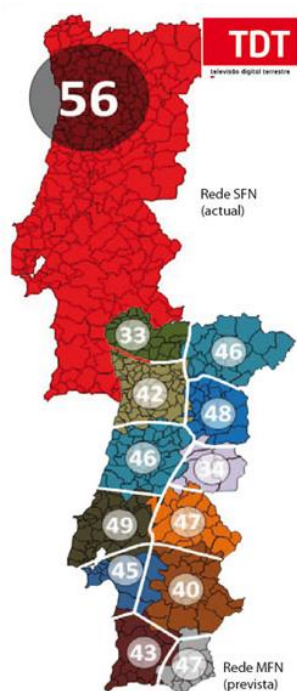 TDT
televisão digital terrestre
56
Rede SFN
(actual)
33
46
42
48
46
34
49
47
45
40
43
47
Rede MFN
(prevista)